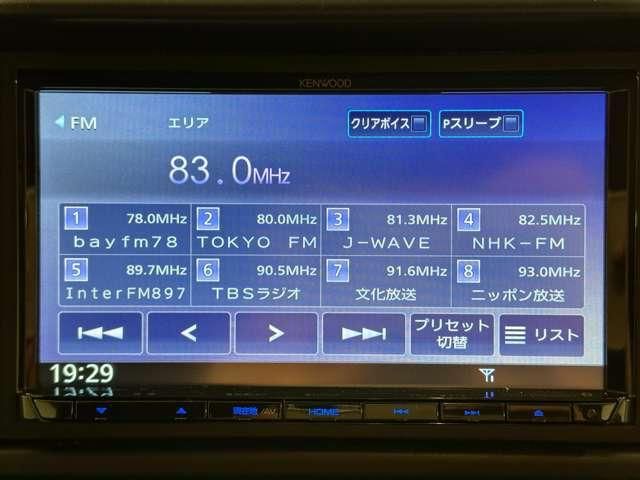 KENWOOD
FM エリア クリアボイス Pスリープ
83.0MHz
1 78.0MHz 2 80.0MHz 3 81.3MHz 4 82.5MHz
bayfm78 TOKYO FM J-WAVE NHK-FM
5 89.7MHz 6 90.5MHz 7 91.6MHz 8 93.0MHz
InterFM897 TBSラジオ 文化放送 ニッポン放送
プリセット
切替
リスト
19:29
現在地/AV HOME